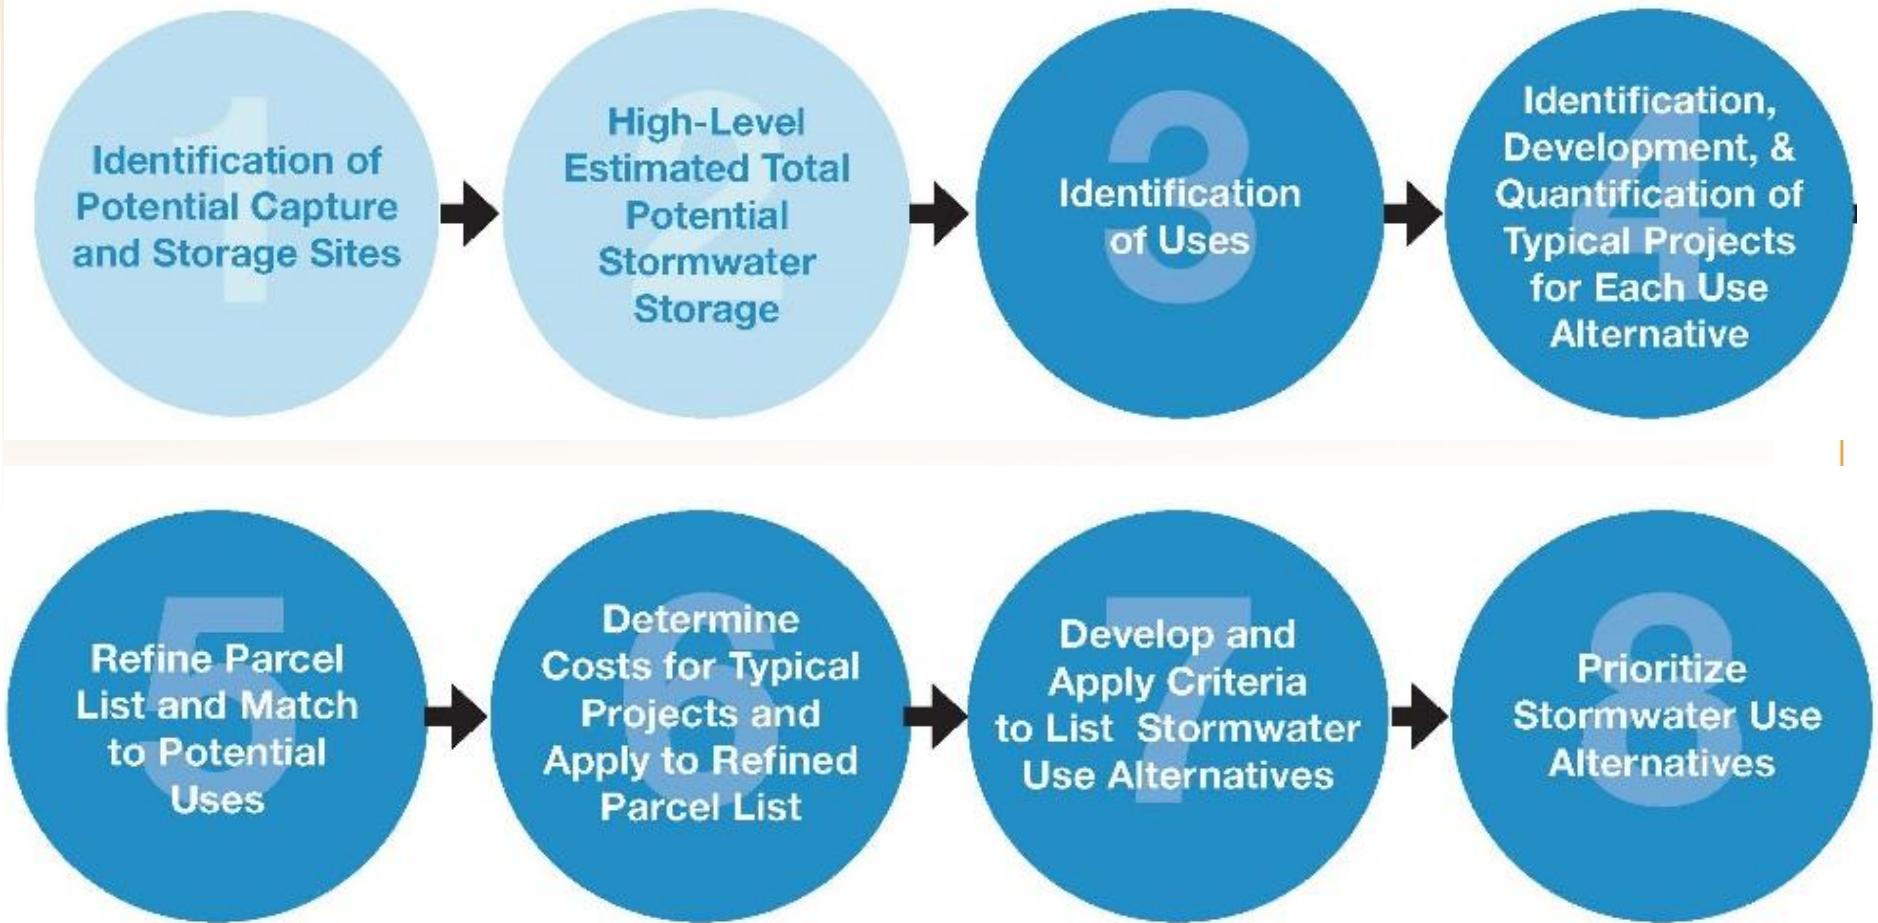 1
Identification of
Potential Capture
and Storage Sites
2
High-Level
Estimated Total
Potential
Stormwater
Storage
3
Identification
of Uses
4
Identification,
Development, &
Quantification of
Typical Projects
for Each Use
Alternative
5
Refine Parcel
List and Match
to Potential
Uses
6
Determine
Costs for Typical
Projects and
Apply to Refined
Parcel List
7
Develop and
Apply Criteria
to List Stormwater
Use Alternatives
8
Prioritize
Stormwater Use
Alternatives